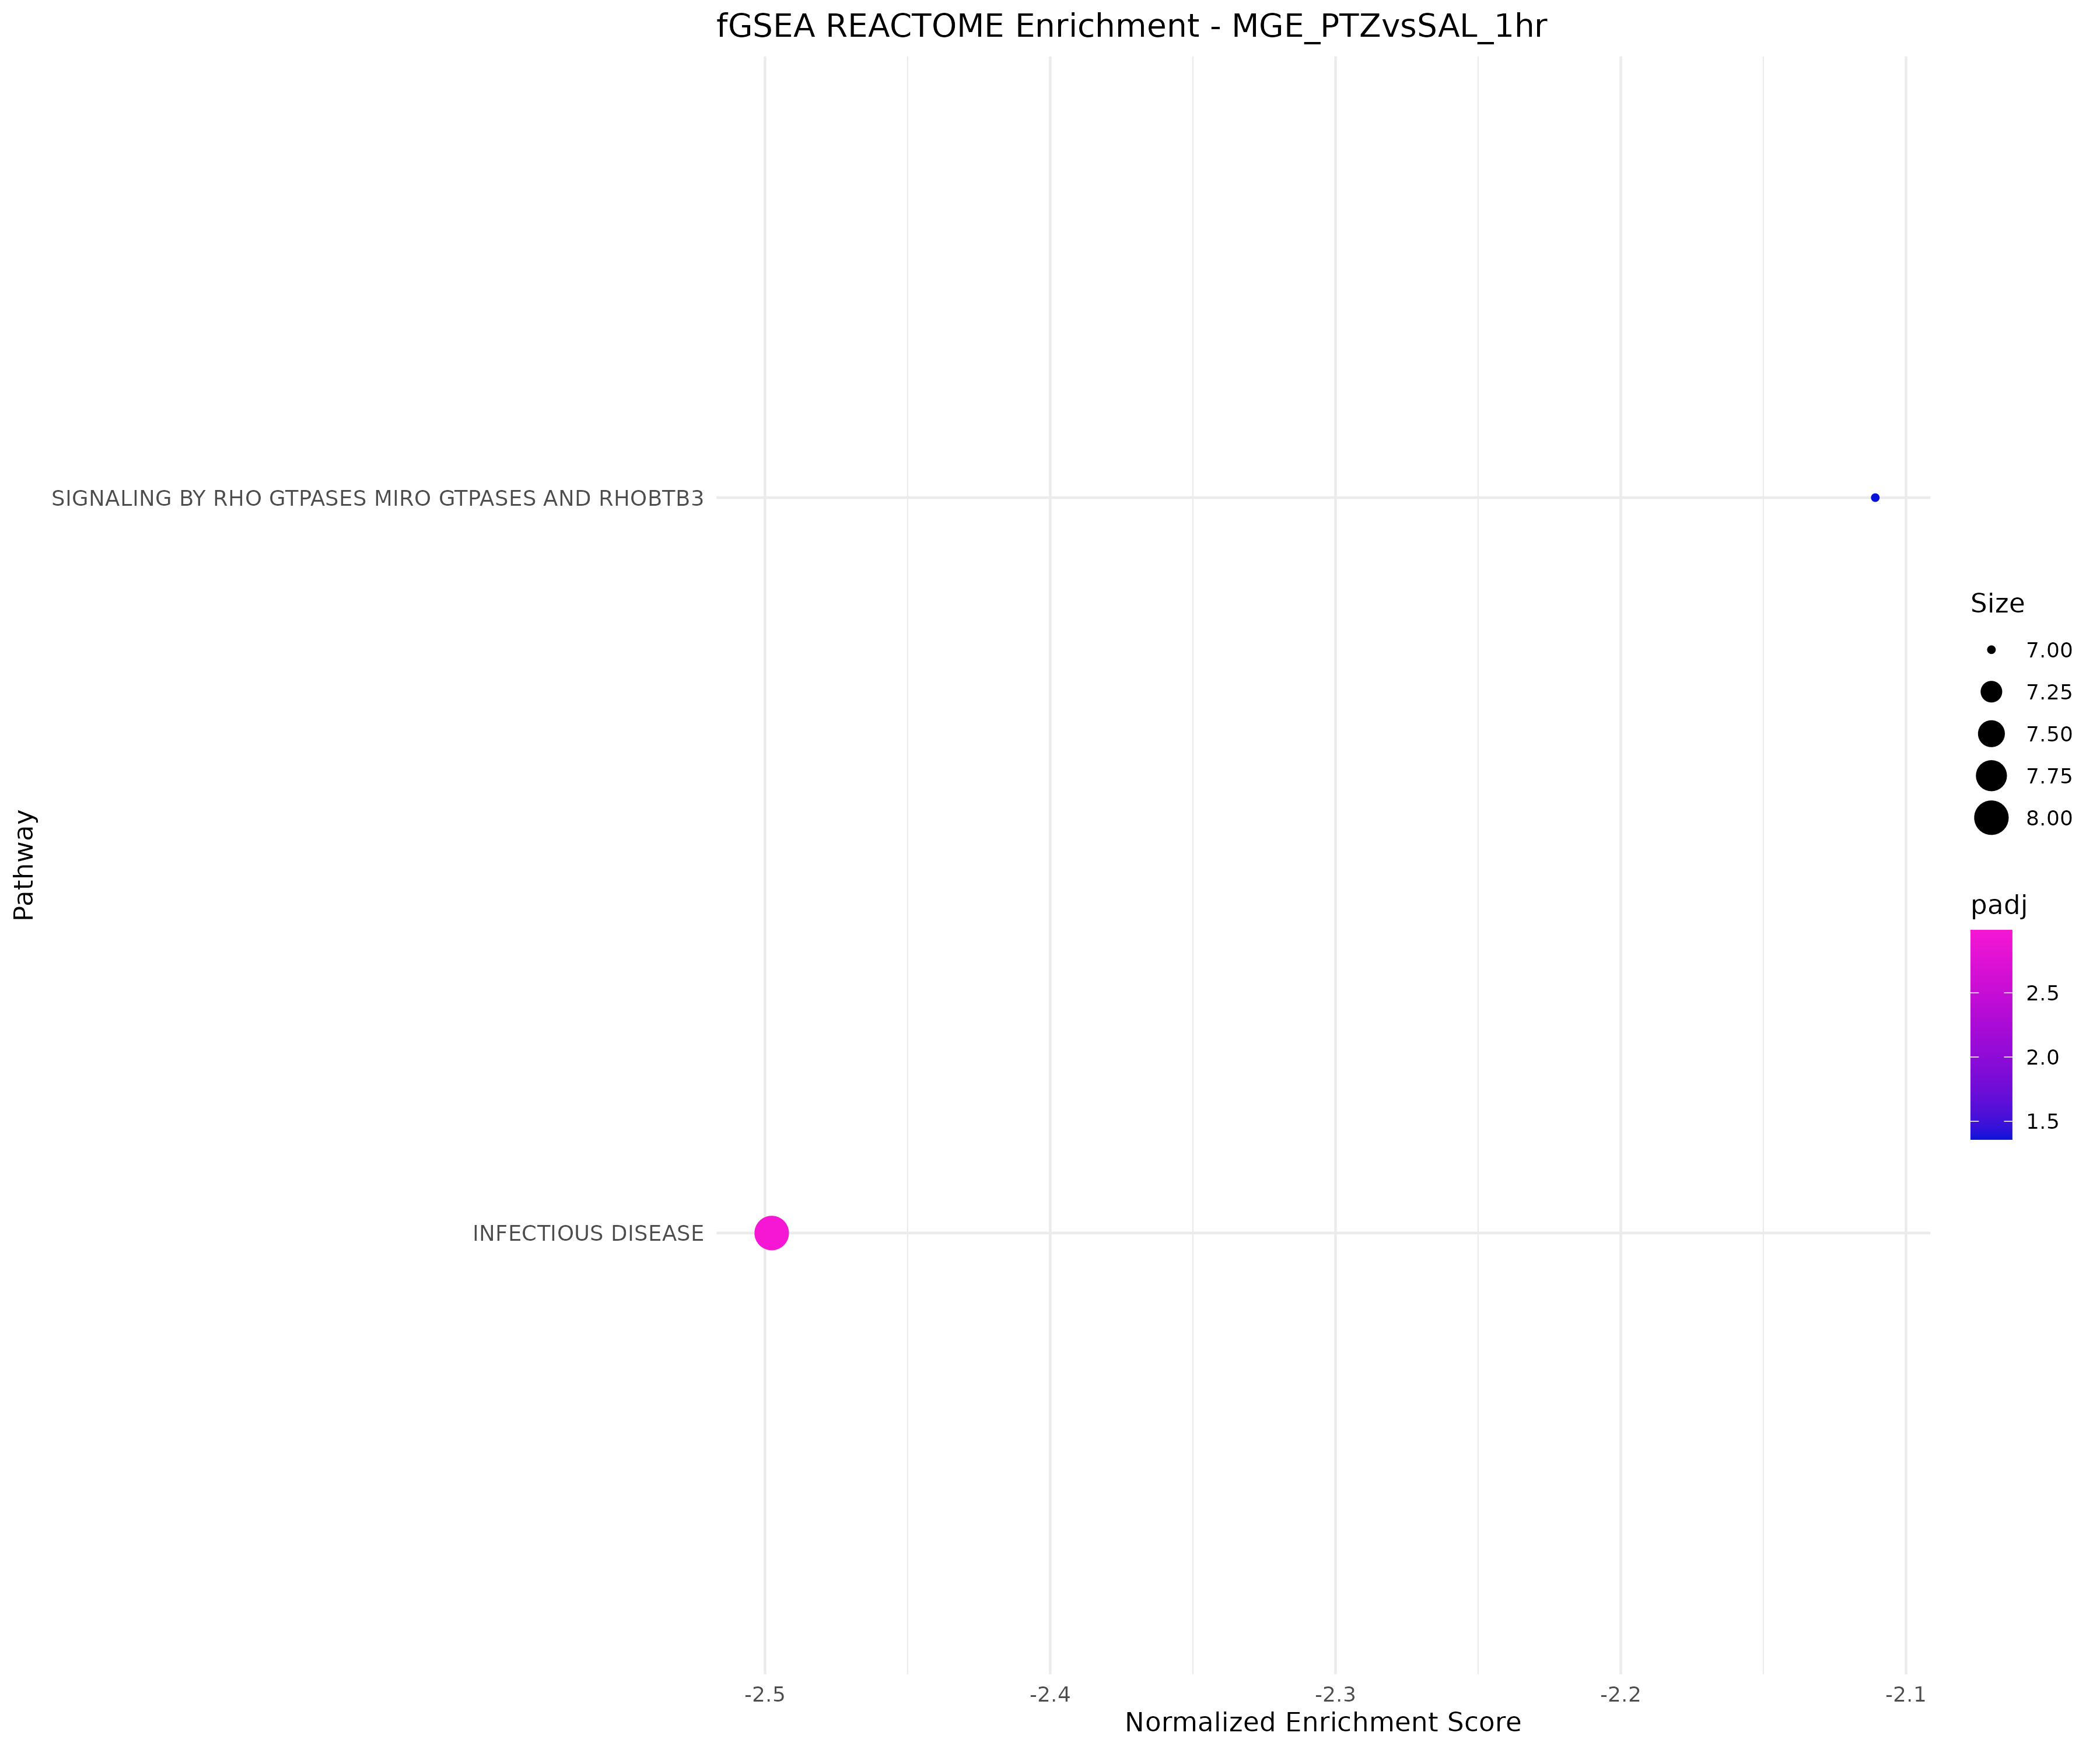 fGSEA REACTOME Enrichment - MGE_PTZvsSAL_1hr
Pathway
SIGNALING BY RHO GTPASES MIRO GTPASES AND RHOBTB3
INFECTIOUS DISEASE
-2.5
-2.4
-2.3
-2.2
-2.1
Normalized Enrichment Score
Size
7.00
7.25
7.50
7.75
8.00
padj
2.5
2.0
1.5